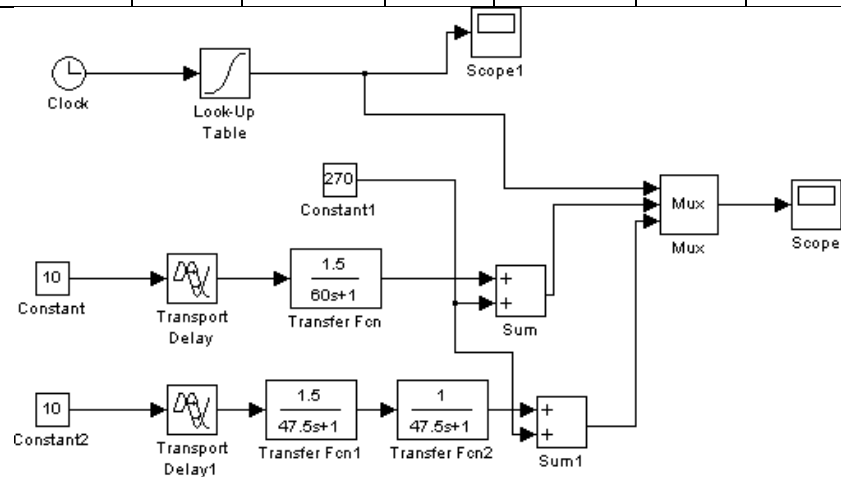 Scope1
Clock
Look-Up
Table
270
Constant1
Mux
Mux
Scope
10
Constant
Transport
Delay
1.5
60s+1
Transfer Fcn
+
+
Sum
10
Constant2
Transport
Delay1
1.5
47.5s+1
Transfer Fcn1
1
47.5s+1
Transfer Fcn2
+
+
Sum1